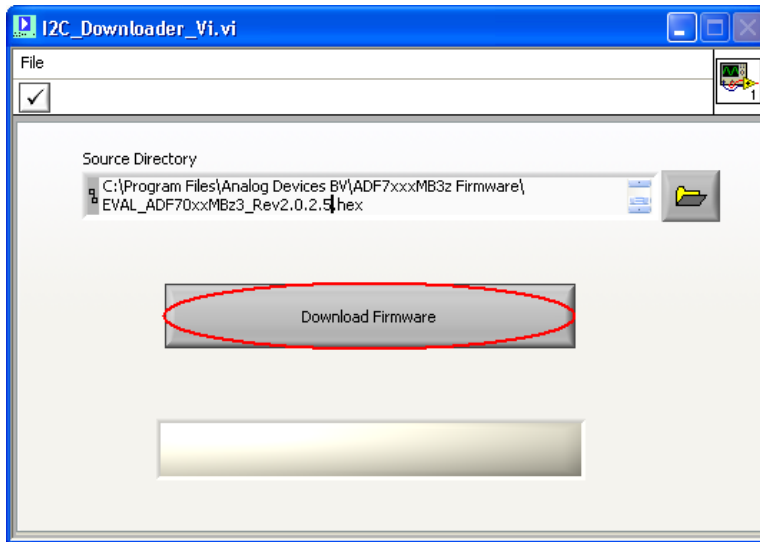 I2C_Downloader_Vi.vi
File
1
Source Directory
C:\Program Files\Analog Devices BV\ADF7xxxMB3z Firmware\
EVAL_ADF70xxMBz3_Rev2.0.2.5.hex
Download Firmware